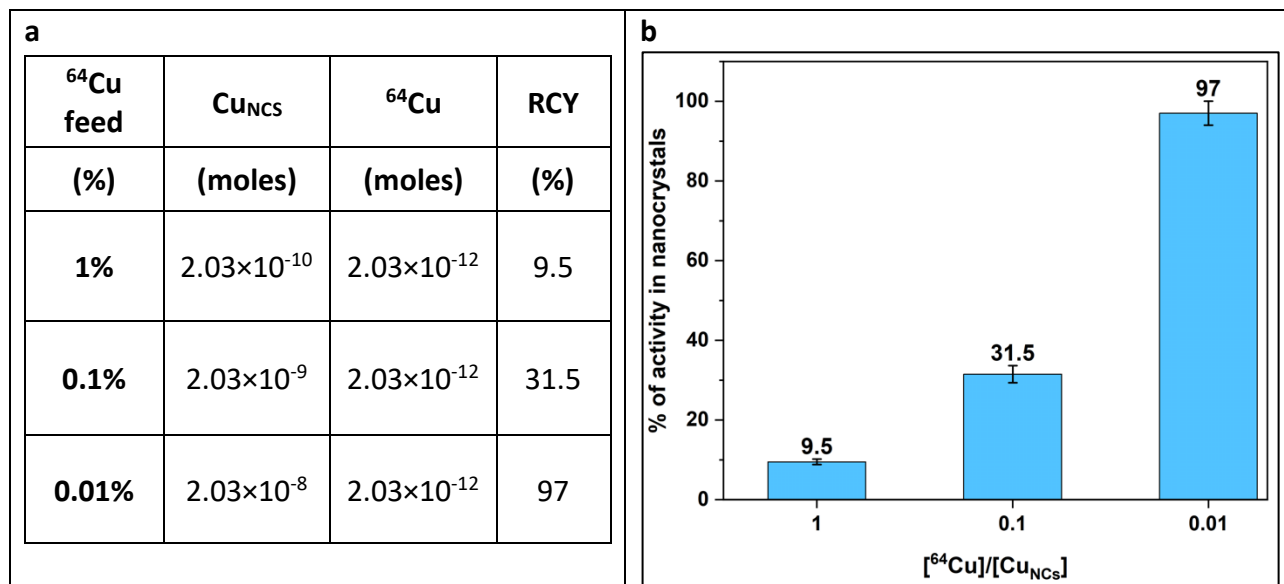 a
⁶⁴Cu feed Cu_NCS ⁶⁴Cu RCY
(%) (moles) (moles) (%)
1% 2.03×10⁻¹⁰ 2.03×10⁻¹² 9.5
0.1% 2.03×10⁻⁹ 2.03×10⁻¹² 31.5
0.01% 2.03×10⁻⁸ 2.03×10⁻¹² 97
b
% of activity in nanocrystals
100
80
60
40
20
0
9.5
31.5
97
1 0.1 0.01
[⁶⁴Cu]/[Cu_NCs]